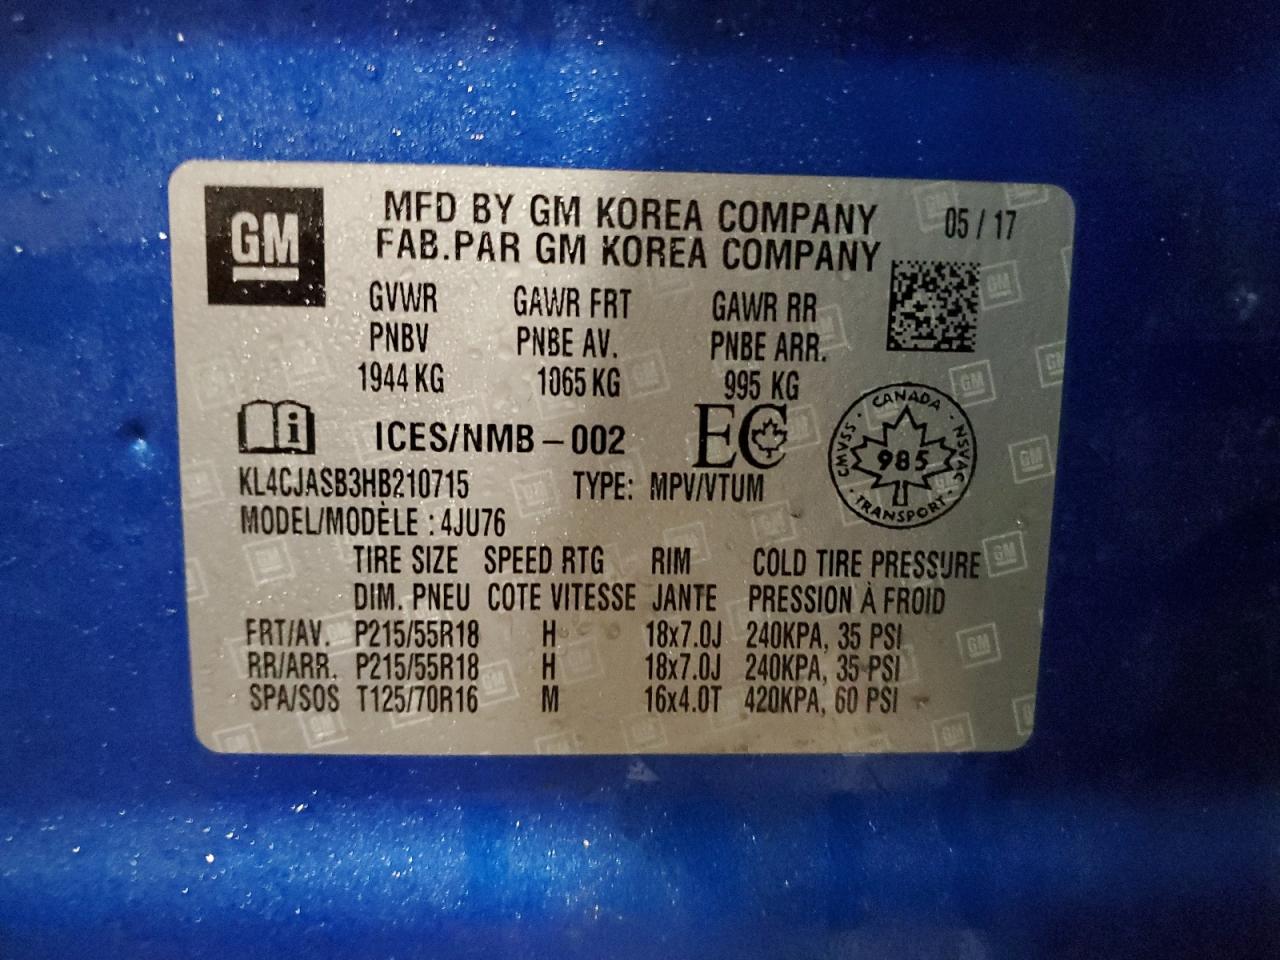 GM
MFD BY GM KOREA COMPANY
05 / 17
FAB.PAR GM KOREA COMPANY
GVWR GAWR FRT GAWR RR
PNBV PNBE AV. PNBE ARR.
1944 KG 1065 KG 995 KG
ICES/NMB – 002 EC
CANADA
CMVSS 985 NSVAC
TRANSPORT
KL4CJASB3HB210715 TYPE: MPV/VTUM
MODEL/MODÈLE : 4JU76
TIRE SIZE SPEED RTG RIM COLD TIRE PRESSURE
DIM. PNEU COTE VITESSE JANTE PRESSION À FROID
FRT/AV. P215/55R18 H 18x7.0J 240KPA, 35 PSI
RR/ARR. P215/55R18 H 18x7.0J 240KPA, 35 PSI
SPA/SOS T125/70R16 M 16x4.0T 420KPA, 60 PSI